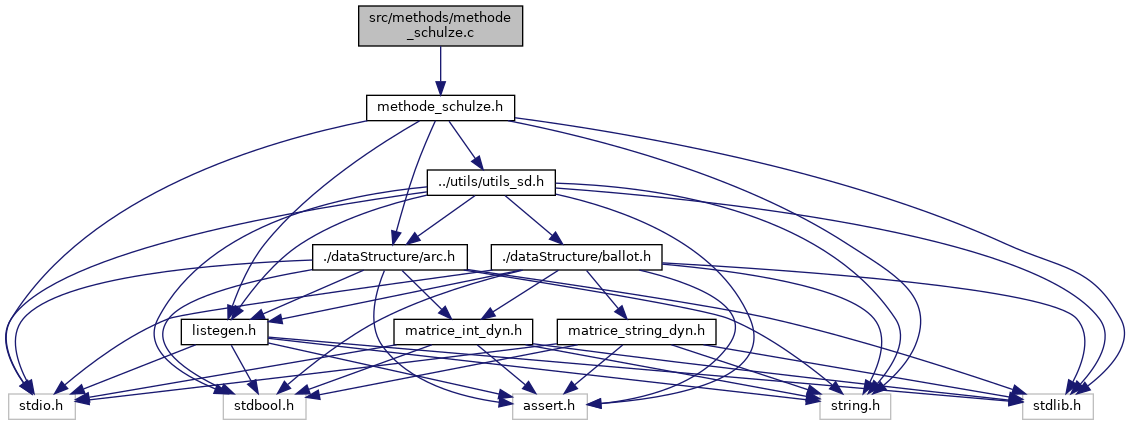 src/methods/methode
_schulze.c
methode_schulze.h
../utils/utils_sd.h
./dataStructure/arc.h
./dataStructure/ballot.h
listegen.h
matrice_int_dyn.h
matrice_string_dyn.h
stdio.h
stdbool.h
assert.h
string.h
stdlib.h